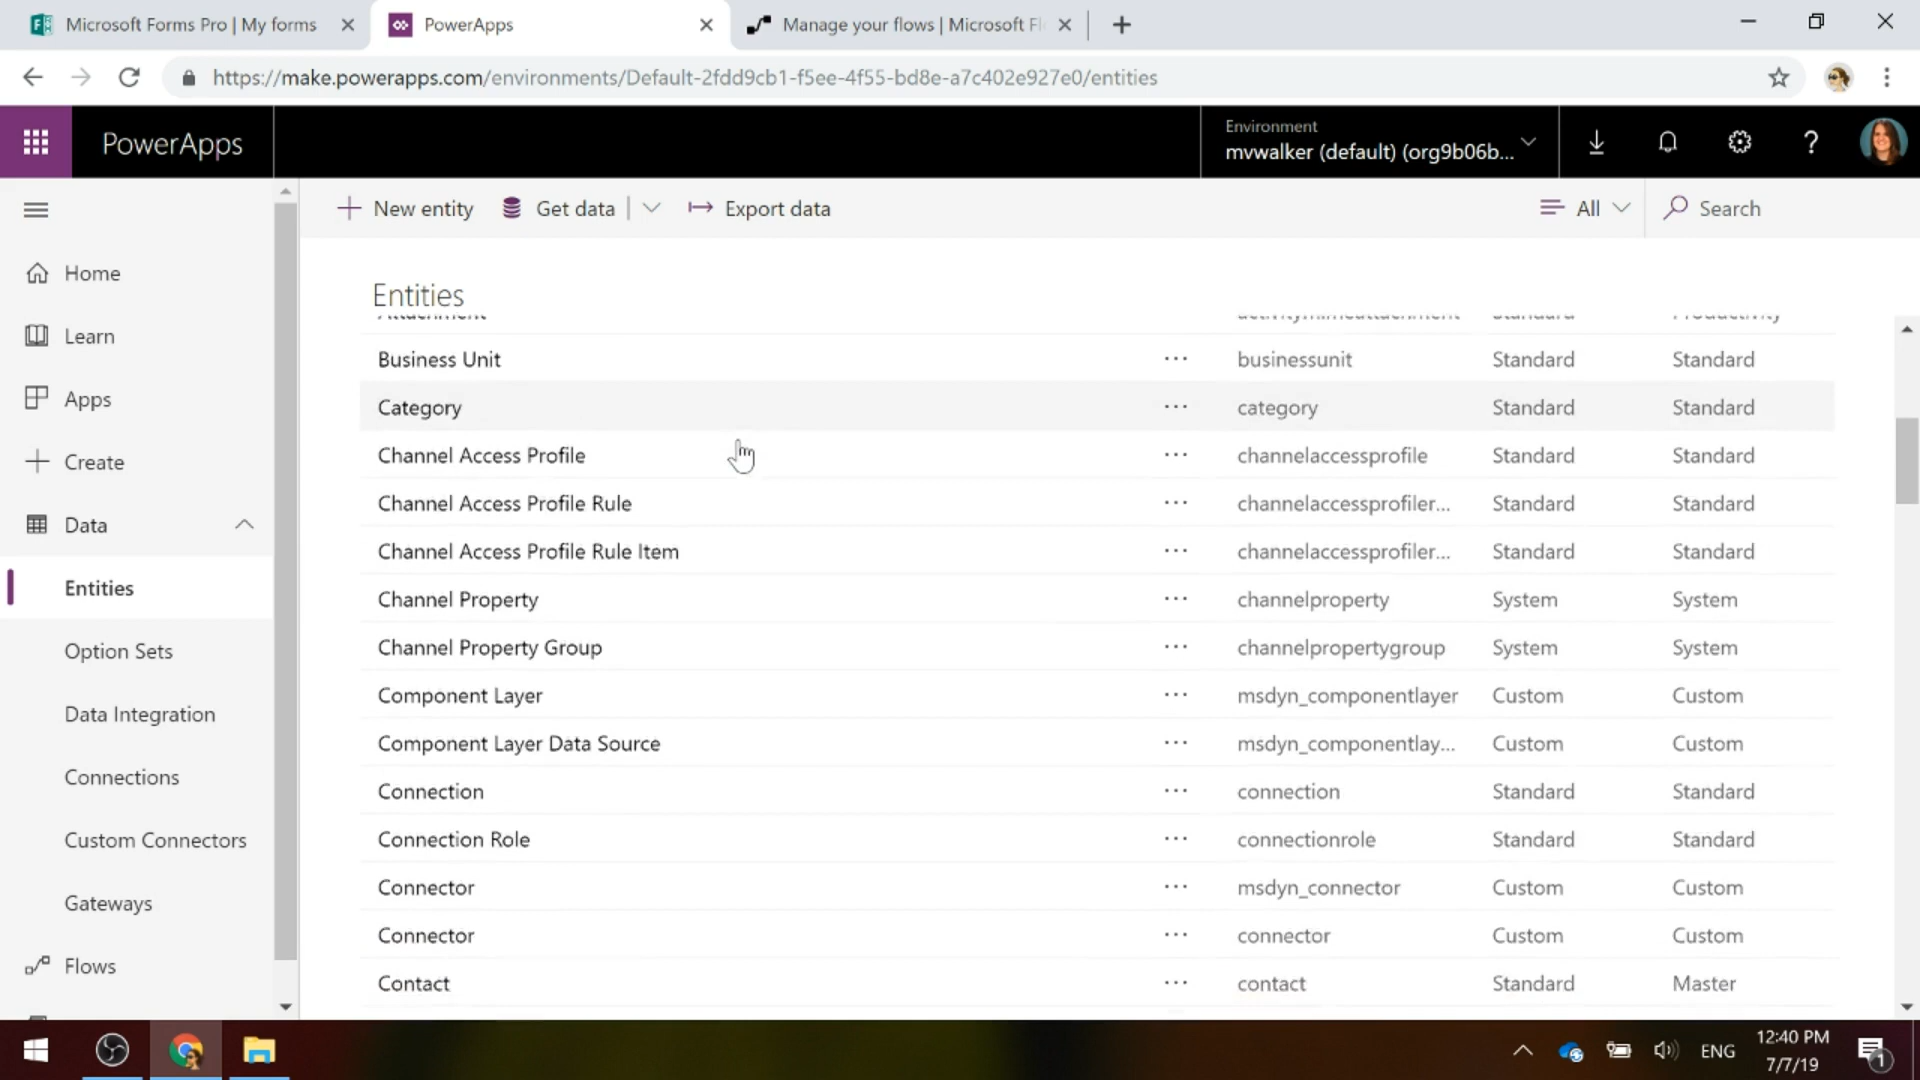 Microsoft Forms Pro | My forms
PowerApps
Manage your flows | Microsoft Fl
https://make.powerapps.com/environments/Default-2fdd9cb1-f5ee-4f55-bd8e-a7c402e927e0/entities
PowerApps
Environment
mvwalker (default) (org9b06b...
New entity
Get data
Export data
All
Search
Home
Learn
Apps
Create
Data
Entities
Option Sets
Data Integration
Connections
Custom Connectors
Gateways
Flows
Entities
Attachment activitymimeattachment Standard Productivity
Business Unit ... businessunit Standard Standard
Category ... category Standard Standard
Channel Access Profile ... channelaccessprofile Standard Standard
Channel Access Profile Rule ... channelaccessprofiler... Standard Standard
Channel Access Profile Rule Item ... channelaccessprofiler... Standard Standard
Channel Property ... channelproperty System System
Channel Property Group ... channelpropertygroup System System
Component Layer ... msdyn_componentlayer Custom Custom
Component Layer Data Source ... msdyn_componentlay... Custom Custom
Connection ... connection Standard Standard
Connection Role ... connectionrole Standard Standard
Connector ... msdyn_connector Custom Custom
Connector ... connector Custom Custom
Contact ... contact Standard Master
ENG
12:40 PM
7/7/19
1